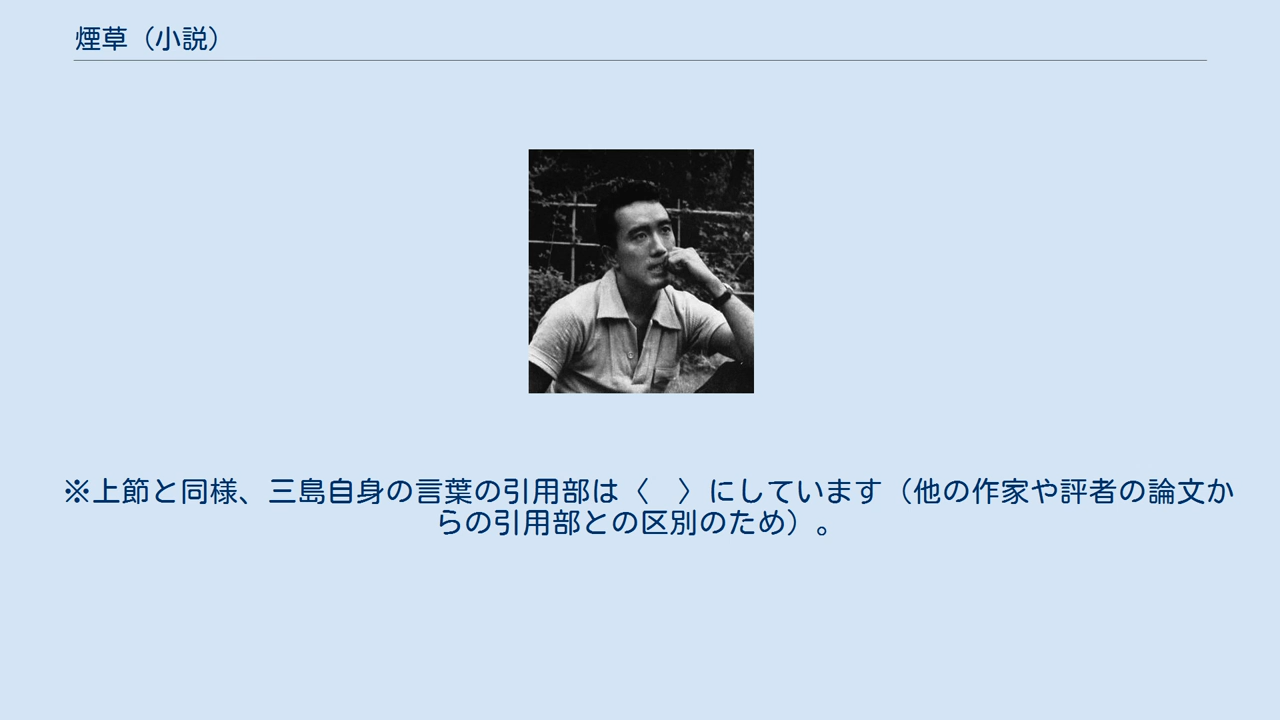 煙草（小説）
※上節と同様、三島自身の言葉の引用部は〈　〉にしています（他の作家や評者の論文か
らの引用部との区別のため）。